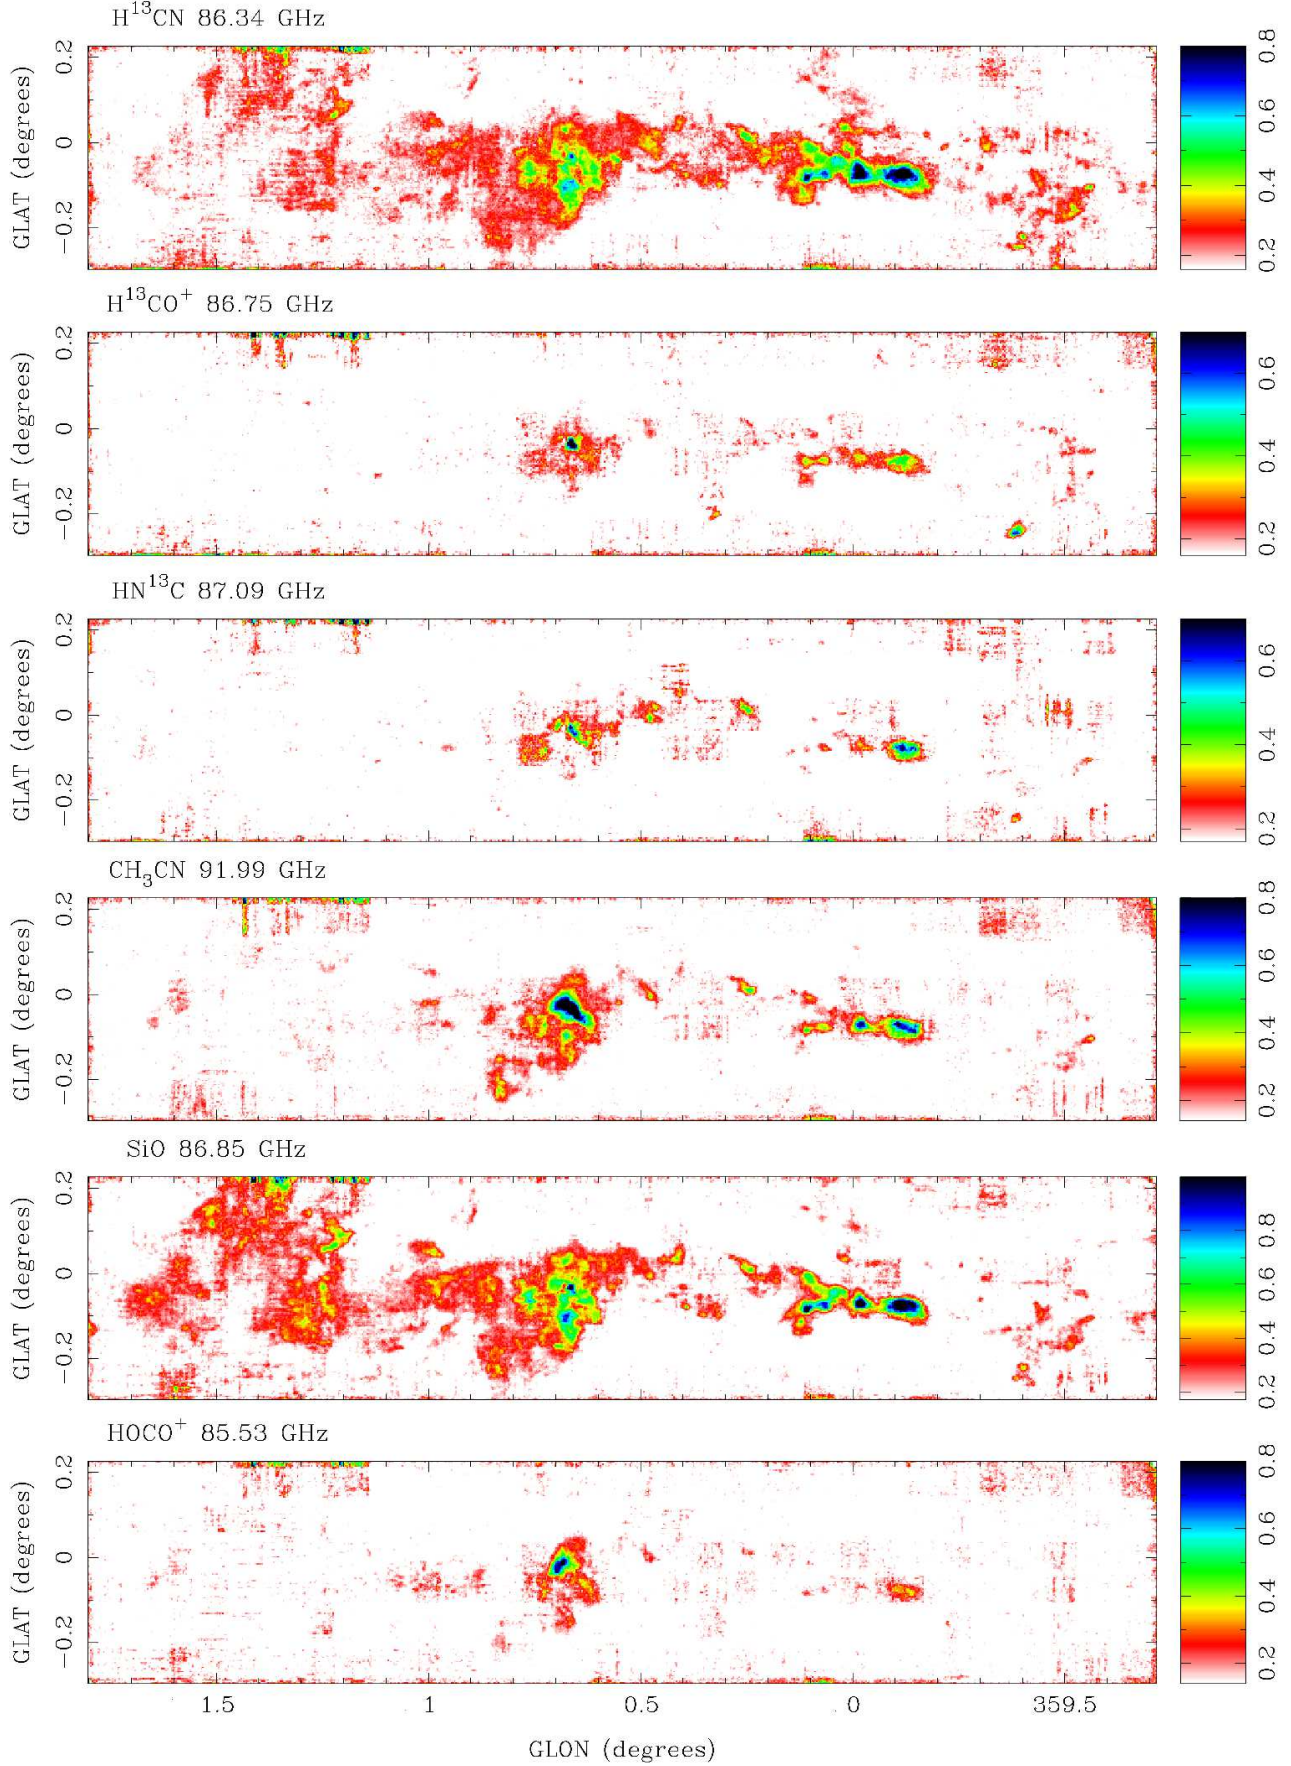 H¹³CN 86.34 GHz
GLAT (degrees)
0.2
0
−0.2
0.8
0.6
0.4
0.2
H¹³CO⁺ 86.75 GHz
GLAT (degrees)
0.2
0
−0.2
0.6
0.4
0.2
HN¹³C 87.09 GHz
GLAT (degrees)
0.2
0
−0.2
0.6
0.4
0.2
CH₃CN 91.99 GHz
GLAT (degrees)
0.2
0
−0.2
0.8
0.6
0.4
0.2
SiO 86.85 GHz
GLAT (degrees)
0.2
0
−0.2
0.8
0.6
0.4
0.2
HOCO⁺ 85.53 GHz
GLAT (degrees)
0.2
0
−0.2
0.8
0.6
0.4
0.2
1.5 1 0.5 0 359.5
GLON (degrees)